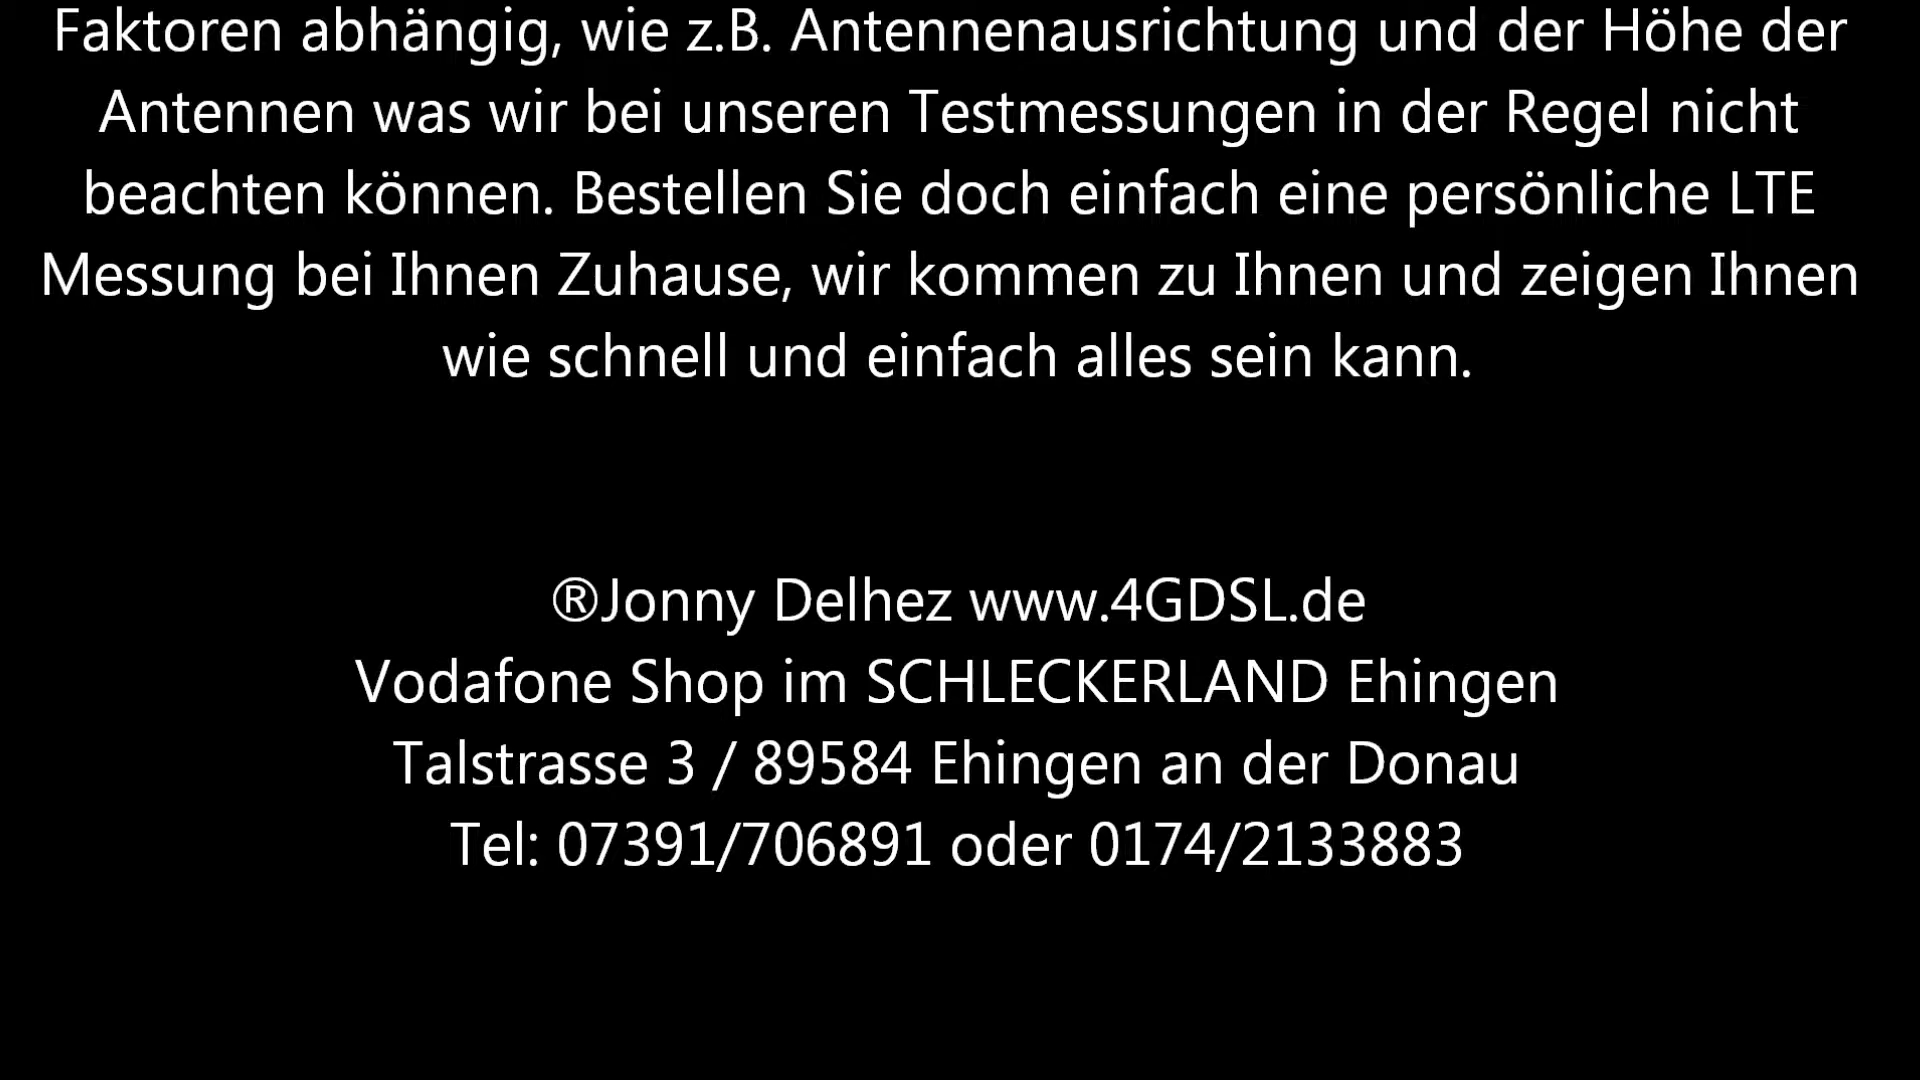 Faktoren abhängig, wie z.B. Antennenausrichtung und der Höhe der
Antennen was wir bei unseren Testmessungen in der Regel nicht
beachten können. Bestellen Sie doch einfach eine persönliche LTE
Messung bei Ihnen Zuhause, wir kommen zu Ihnen und zeigen Ihnen
wie schnell und einfach alles sein kann.
®Jonny Delhez www.4GDSL.de
Vodafone Shop im SCHLECKERLAND Ehingen
Talstrasse 3 / 89584 Ehingen an der Donau
Tel: 07391/706891 oder 0174/2133883